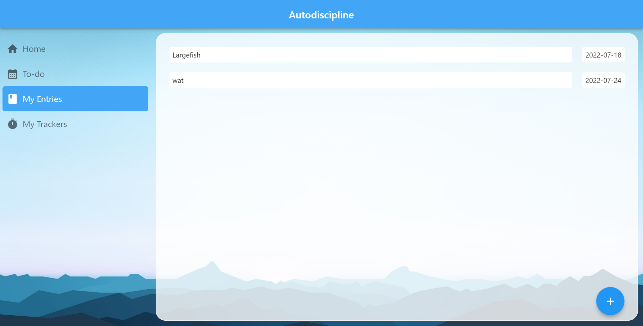 Autodiscipline
Home
To-do
My Entries
My Trackers
Largefish 2022-07-18
wat 2022-07-24
+